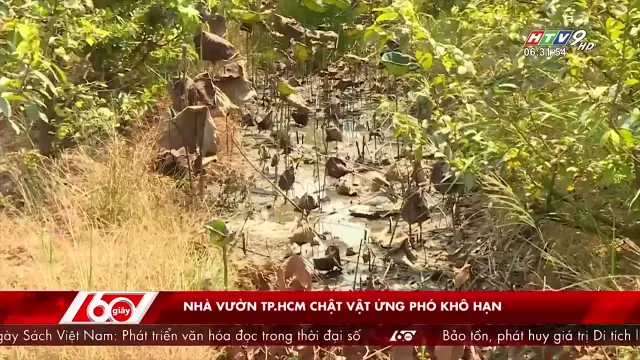 HTV9 HD
06:31:54
60 giây
NHÀ VƯỜN TP.HCM CHẬT VẬT ỨNG PHÓ KHÔ HẠN
gày Sách Việt Nam: Phát triển văn hóa đọc trong thời đại số 60 Bảo tồn, phát huy giá trị Di tích l